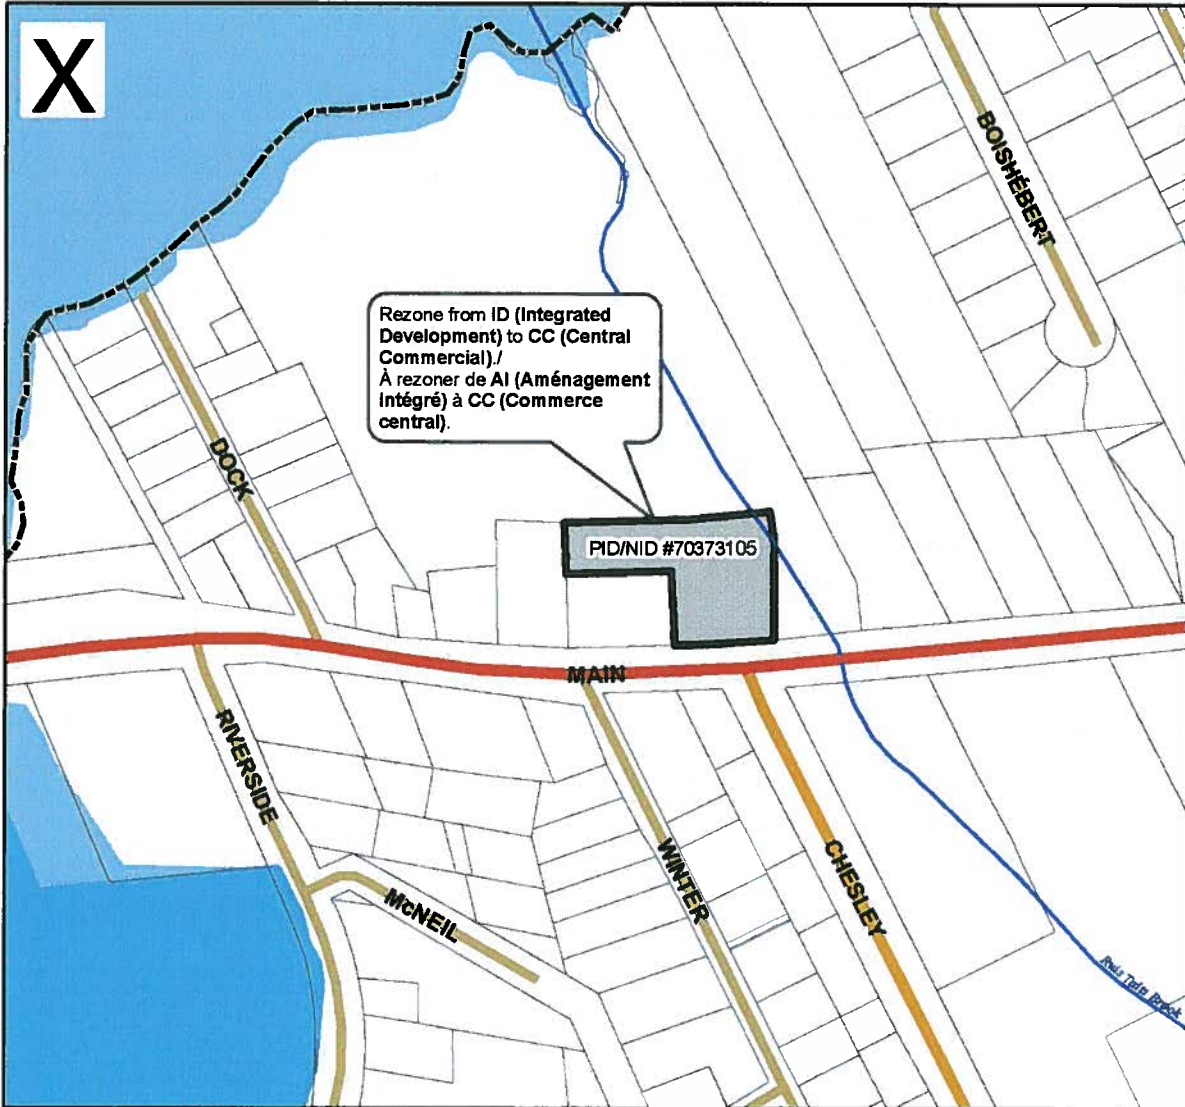 X
BOISHÉBERT
Rezone from ID (Integrated
Development) to CC (Central
Commercial)./
À rezoner de AI (Aménagement
Intégré) à CC (Commerce
central).
DOCK
PID/NID #70373105
MAIN
RIVERSIDE
WINTER
CHESLEY
McNEIL
Brook